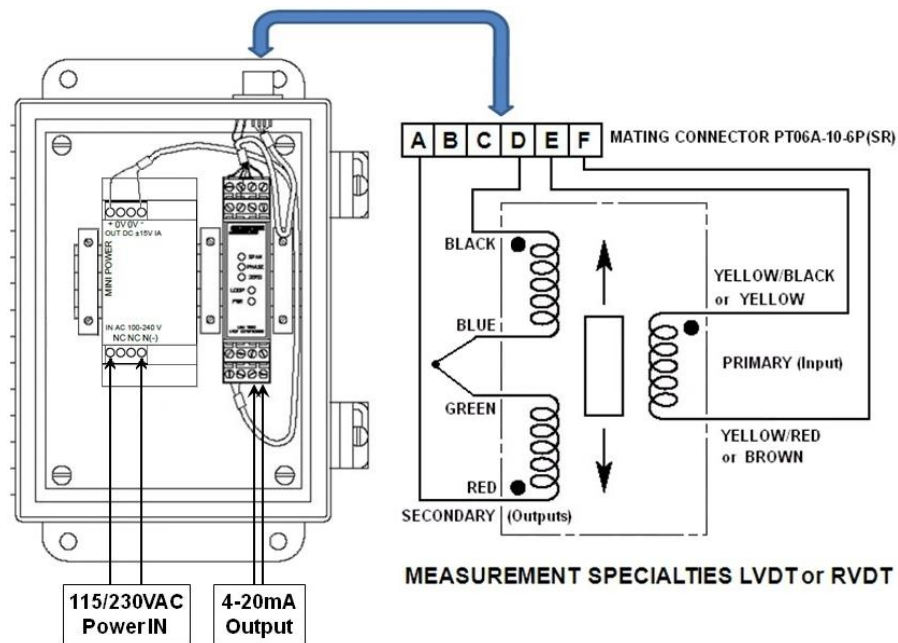 A B C D E F
MATING CONNECTOR PT06A-10-6P(SR)
+ 0V 0V -
OUT DC ±15V IA
MINI POWER
IN AC 100-240 V
NC NC N(-)
SPAN
PHASE
ZERO
LOOP
PWR
BLACK
BLUE
GREEN
RED
SECONDARY (Outputs)
YELLOW/BLACK
or YELLOW
PRIMARY (Input)
YELLOW/RED
or BROWN
MEASUREMENT SPECIALTIES LVDT or RVDT
115/230VAC
Power IN
4-20mA
Output